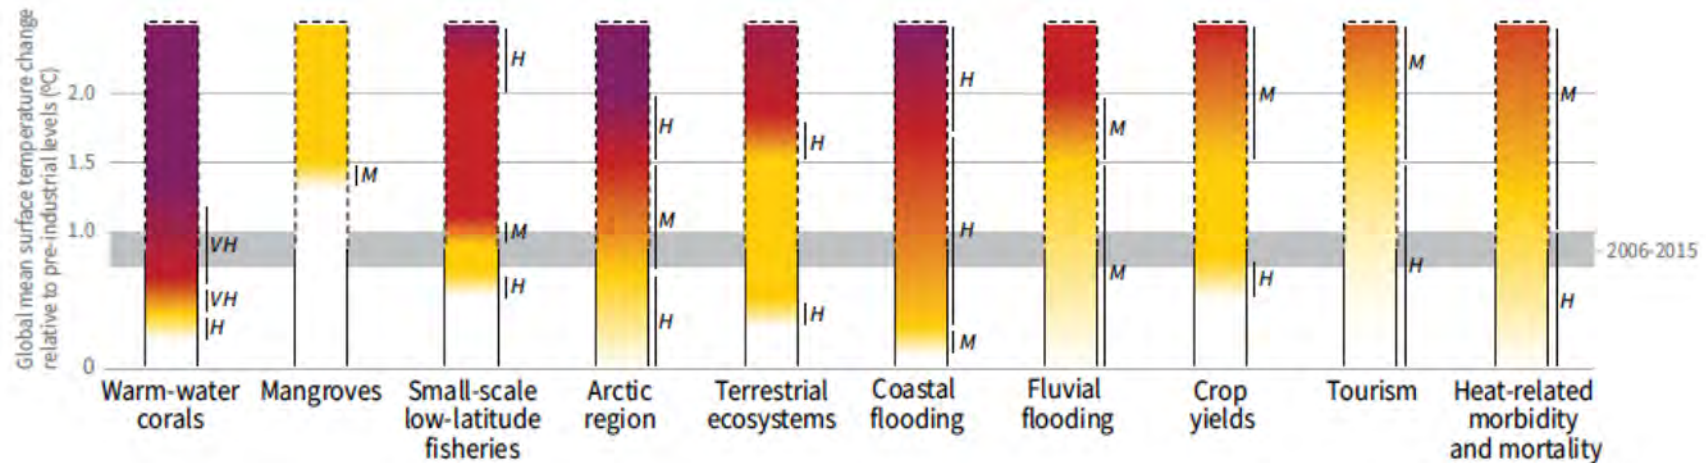 Global mean surface temperature change
relative to pre-industrial levels (ºC)
2.0
1.5
1.0
0
VH
VH
H
M
H
M
H
H
M
H
H
H
H
H
M
M
M
M
H
M
H
M
H
2006-2015
Warm-water
corals
Mangroves
Small-scale
low-latitude
fisheries
Arctic
region
Terrestrial
ecosystems
Coastal
flooding
Fluvial
flooding
Crop
yields
Tourism
Heat-related
morbidity
and mortality